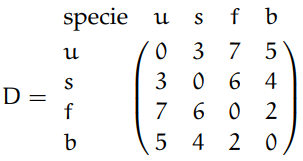 specie u s f b
u 0 3 7 5
s 3 0 6 4
D = f 7 6 0 2
b 5 4 2 0